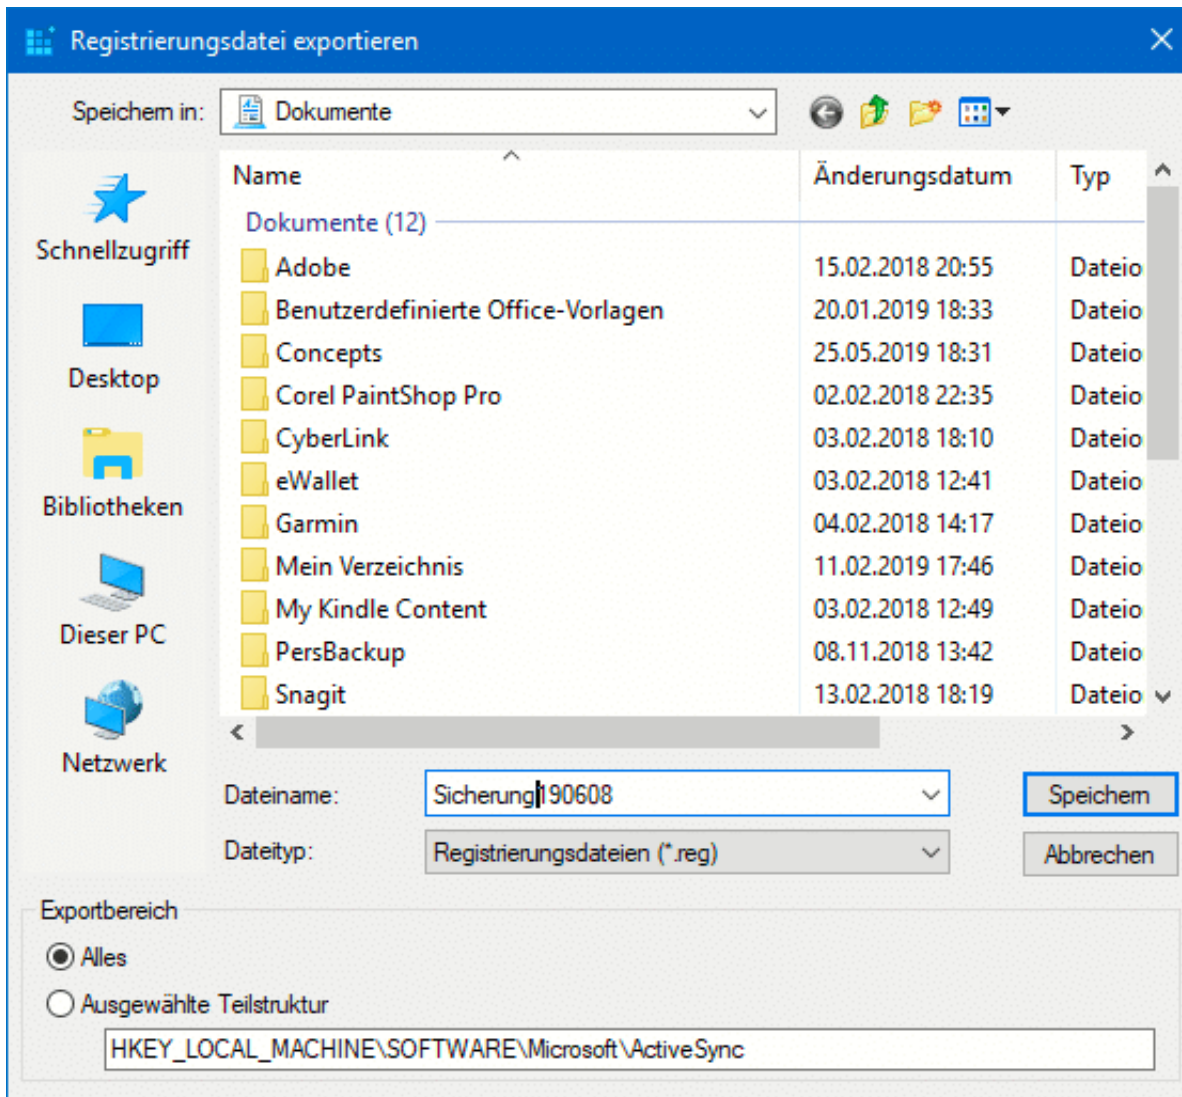 Registrierungsdatei exportieren
Speichern in: Dokumente
Name Änderungsdatum Typ
Dokumente (12)
Adobe 15.02.2018 20:55 Dateio
Benutzerdefinierte Office-Vorlagen 20.01.2019 18:33 Dateio
Concepts 25.05.2019 18:31 Dateio
Corel PaintShop Pro 02.02.2018 22:35 Dateio
CyberLink 03.02.2018 18:10 Dateio
eWallet 03.02.2018 12:41 Dateio
Garmin 04.02.2018 14:17 Dateio
Mein Verzeichnis 11.02.2019 17:46 Dateio
My Kindle Content 03.02.2018 12:49 Dateio
PersBackup 08.11.2018 13:42 Dateio
Snagit 13.02.2018 18:19 Dateio
Schnellzugriff
Desktop
Bibliotheken
Dieser PC
Netzwerk
Dateiname: Sicherung190608 Speichern
Dateityp: Registrierungsdateien (*.reg) Abbrechen
Exportbereich
Alles
Ausgewählte Teilstruktur
HKEY_LOCAL_MACHINE\SOFTWARE\Microsoft\ActiveSync